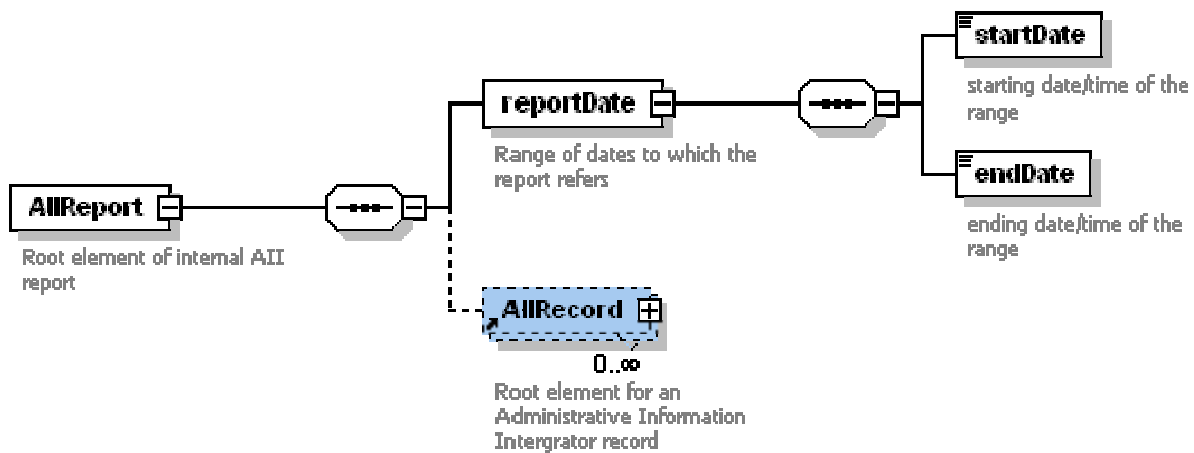 AIIReport
Root element of internal AII
report
reportDate
Range of dates to which the
report refers
startDate
starting date/time of the
range
endDate
ending date/time of the
range
AIIRecord
0..∞
Root element for an
Administrative Information
Intergrator record